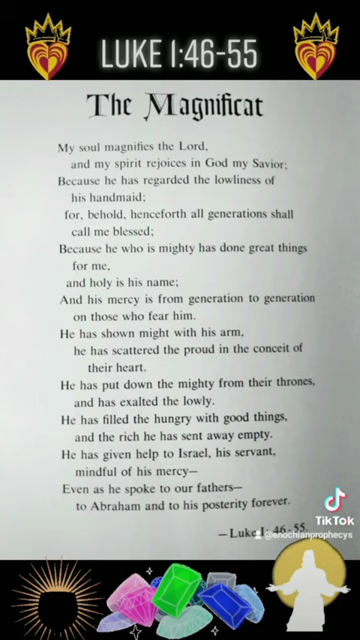 LUKE 1:46-55
The Magnificat
My soul magnifies the Lord,
and my spirit rejoices in God my Savior;
Because he has regarded the lowliness of
his handmaid;
for, behold, henceforth all generations shall
call me blessed;
Because he who is mighty has done great things
for me,
and holy is his name;
And his mercy is from generation to generation
on those who fear him.
He has shown might with his arm,
he has scattered the proud in the conceit of
their heart.
He has put down the mighty from their thrones,
and has exalted the lowly.
He has filled the hungry with good things,
and the rich he has sent away empty.
He has given help to Israel, his servant,
mindful of his mercy—
Even as he spoke to our fathers—
to Abraham and to his posterity forever.
—Luke 1: 46-55.
TikTok
@enochianprophecys